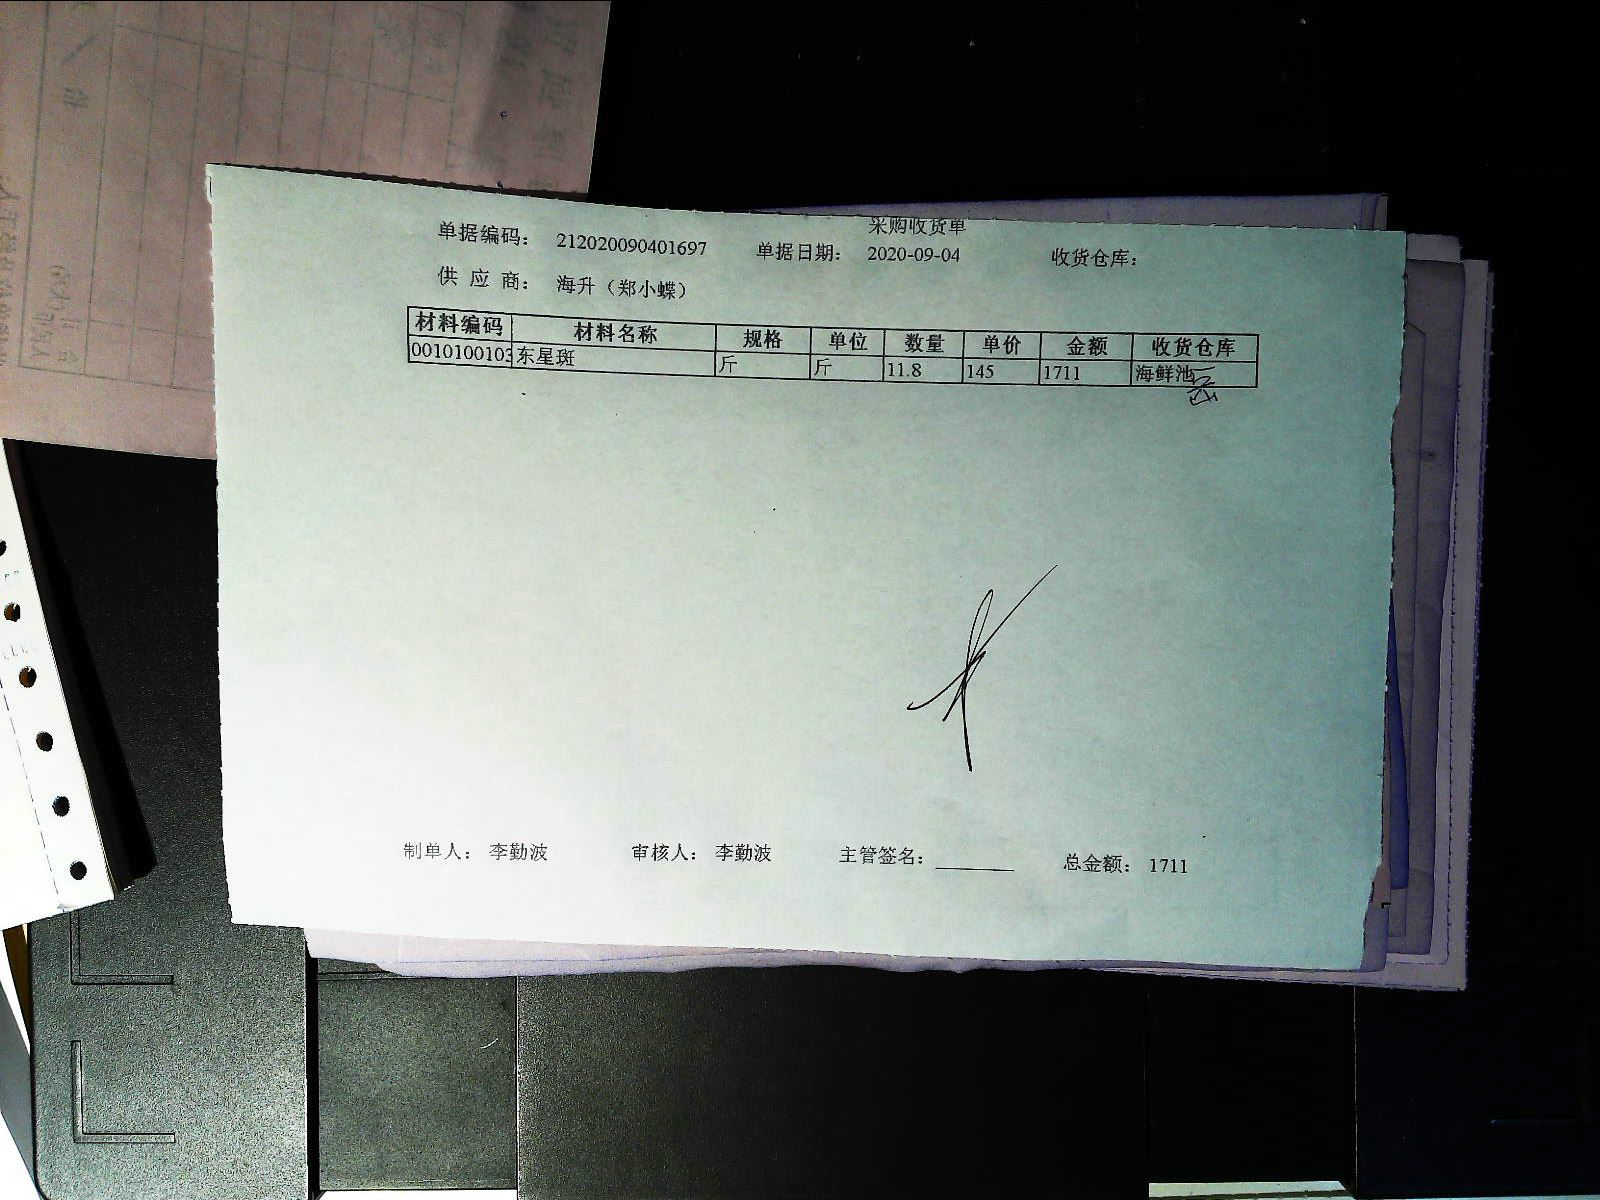 采购收货单
单据编码： 212020090401697 单据日期： 2020-09-04 收货仓库：
供 应 商： 海升（郑小蝶）
材料编码 材料名称 规格 单位 数量 单价 金额 收货仓库
0010100103 东星斑 斤 斤 11.8 145 1711 海鲜池
制单人： 李勤波 审核人： 李勤波 主管签名： 总金额： 1711